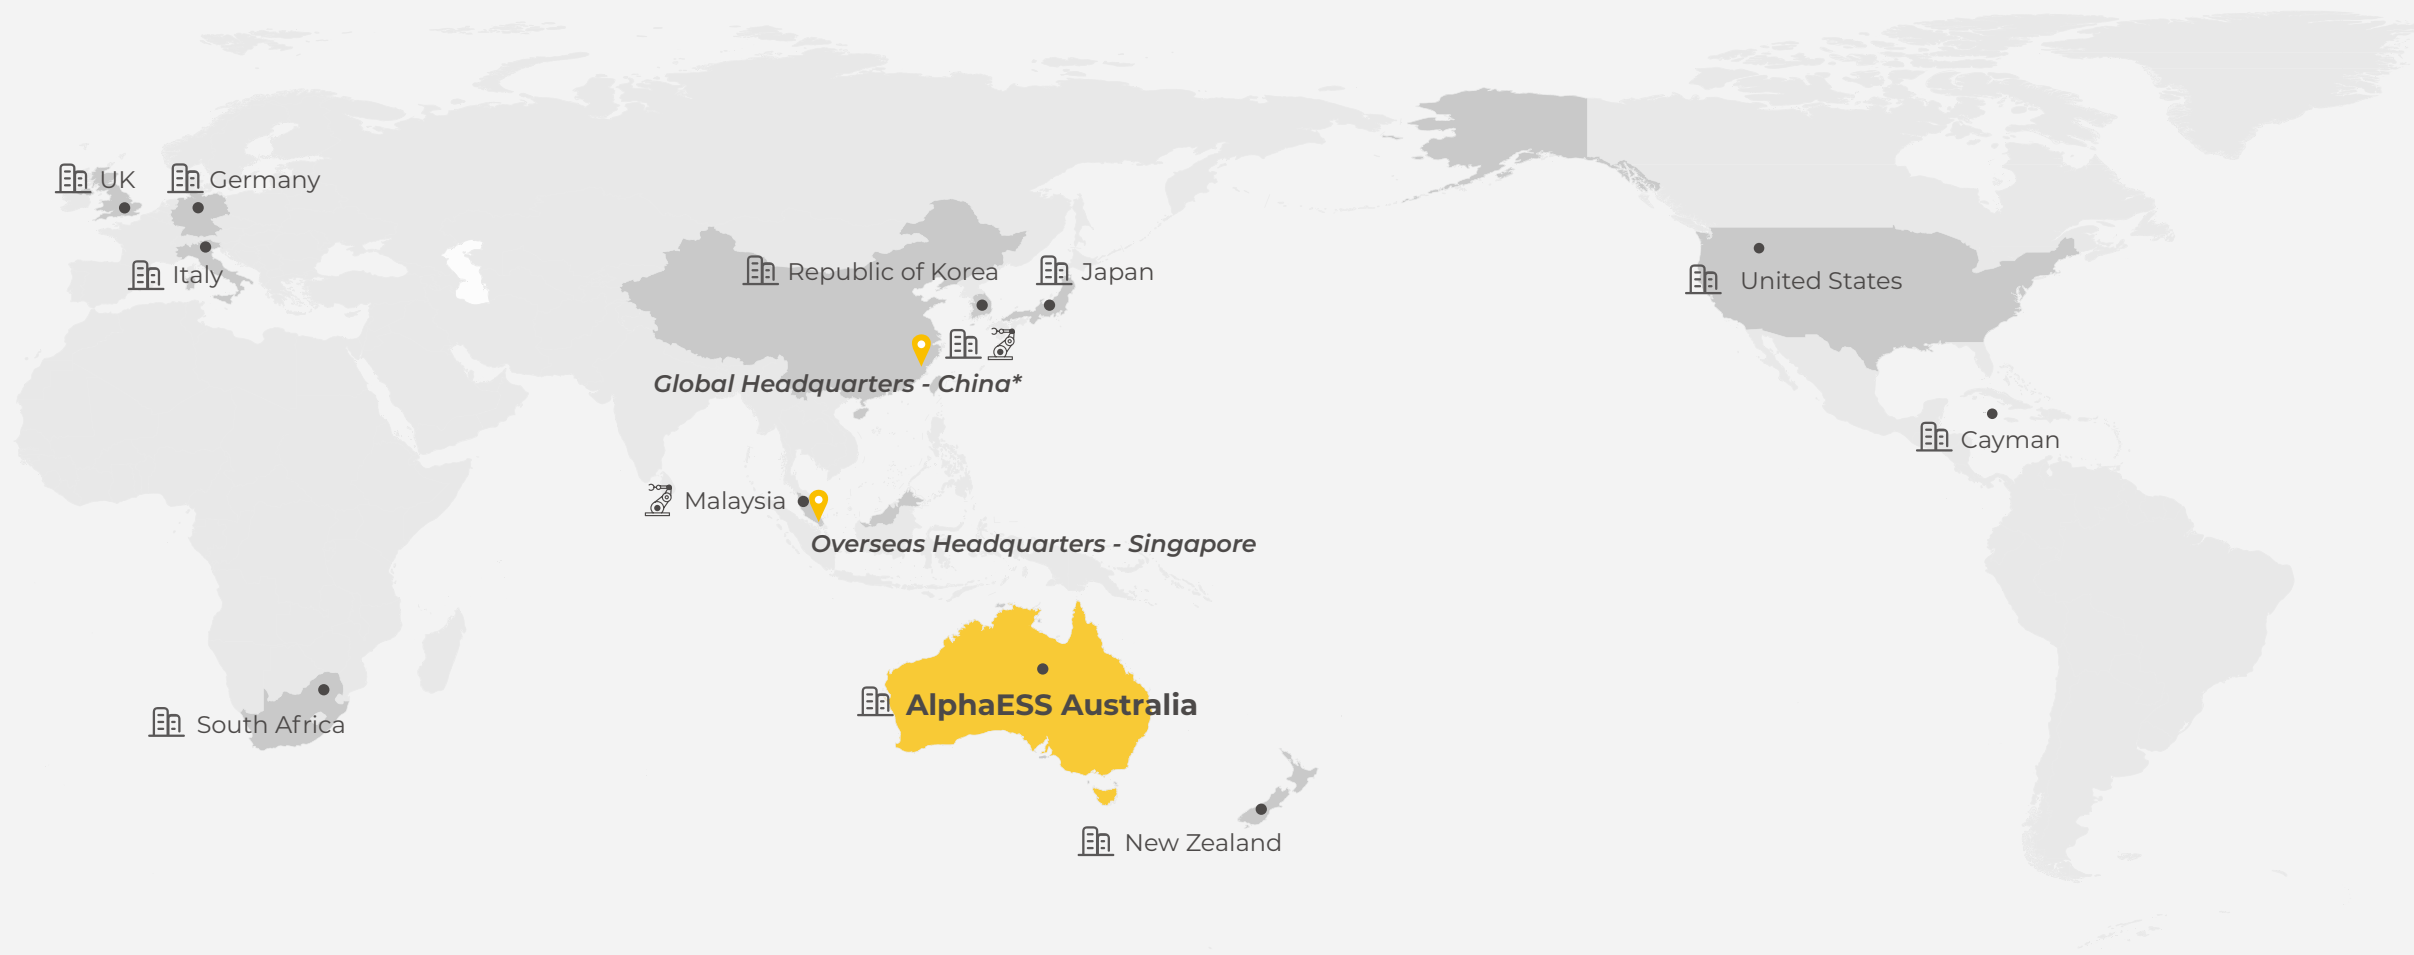 UK
Germany
Italy
Republic of Korea
Japan
United States
Global Headquarters - China*
Cayman
Malaysia
Overseas Headquarters - Singapore
AlphaESS Australia
South Africa
New Zealand